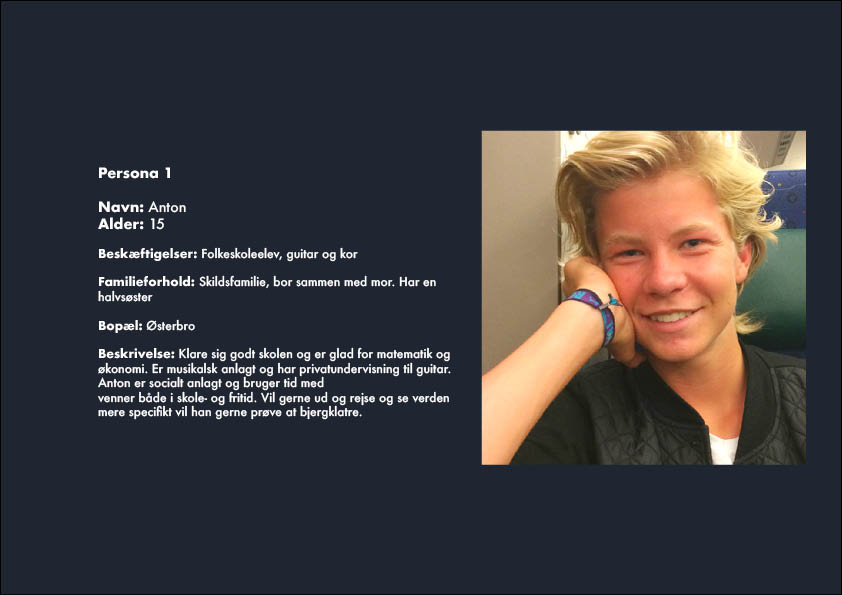 Persona 1
Navn: Anton
Alder: 15
Beskæftigelser: Folkeskoleelev, guitar og kor
Familieforhold: Skildsfamilie, bor sammen med mor. Har en
halvsøster
Bopæl: Østerbro
Beskrivelse: Klare sig godt skolen og er glad for matematik og
økonomi. Er musikalsk anlagt og har privatundervisning til guitar.
Anton er socialt anlagt og bruger tid med
venner både i skole- og fritid. Vil gerne ud og rejse og se verden
mere specifikt vil han gerne prøve at bjergklatre.